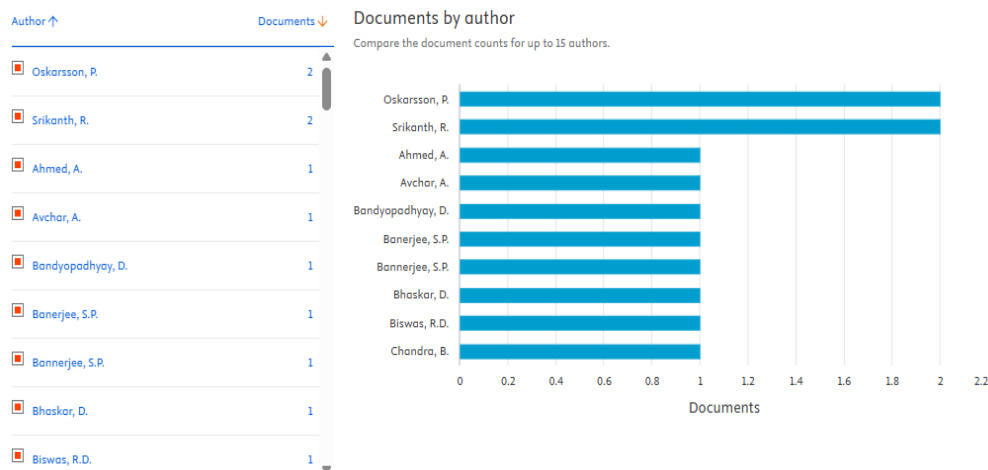 Author↑ Documents↓
Oskarsson, P. 2
Srikanth, R. 2
Ahmed, A. 1
Avchar, A. 1
Bandyopadhyay, D. 1
Banerjee, S.P. 1
Bannerjee, S.P. 1
Bhaskar, D. 1
Biswas, R.D. 1
Documents by author
Compare the document counts for up to 15 authors.
Oskarsson, P.
Srikanth, R.
Ahmed, A.
Avchar, A.
Bandyopadhyay, D.
Banerjee, S.P.
Bannerjee, S.P.
Bhaskar, D.
Biswas, R.D.
Chandra, B.
0 0.2 0.4 0.6 0.8 1 1.2 1.4 1.6 1.8 2 2.2
Documents